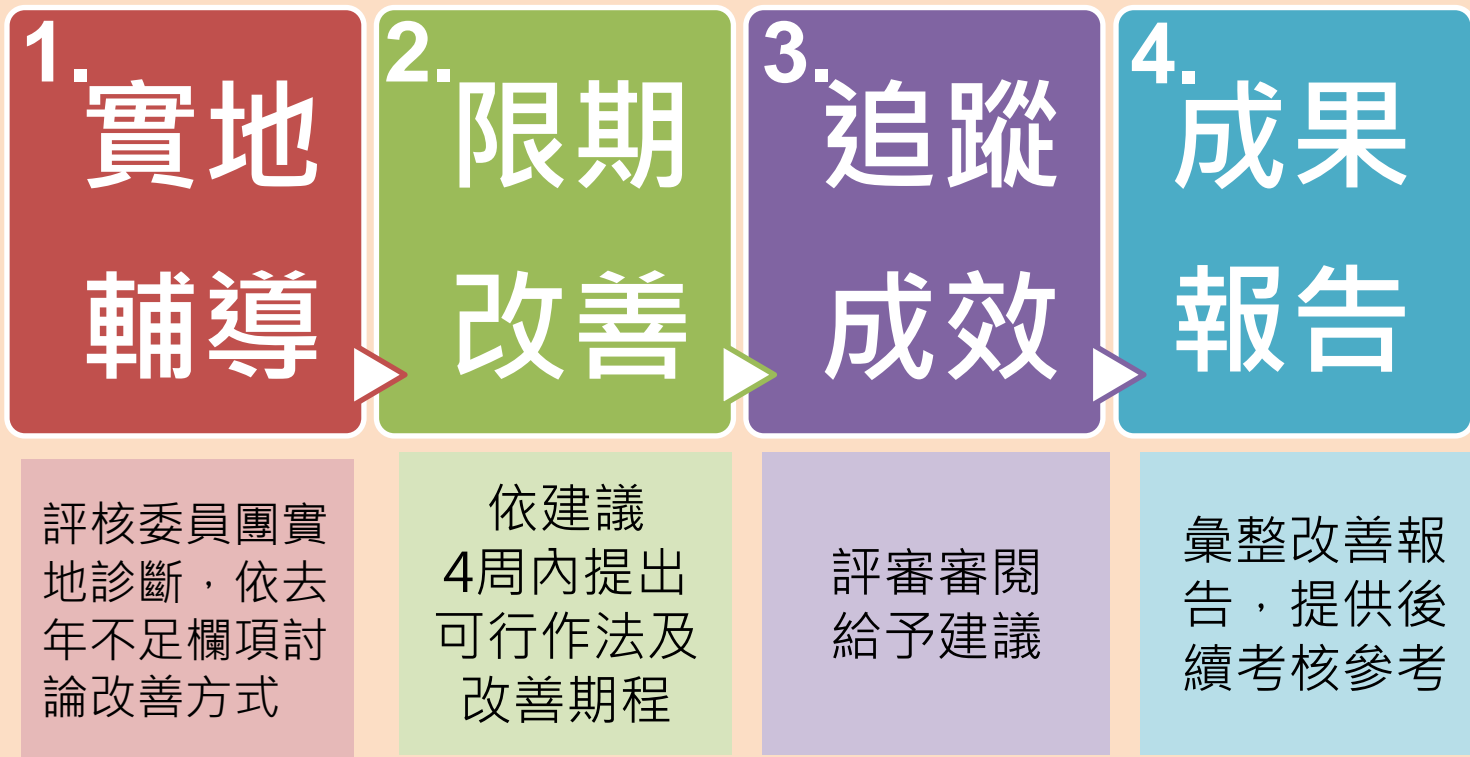 1.
實地
輔導
評核委員團實
地診斷，依去
年不足欄項討
論改善方式
2.
限期
改善
依建議
4周內提出
可行作法及
改善期程
3.
追蹤
成效
評審審閱
給予建議
4.
成果
報告
彙整改善報
告，提供後
續考核參考